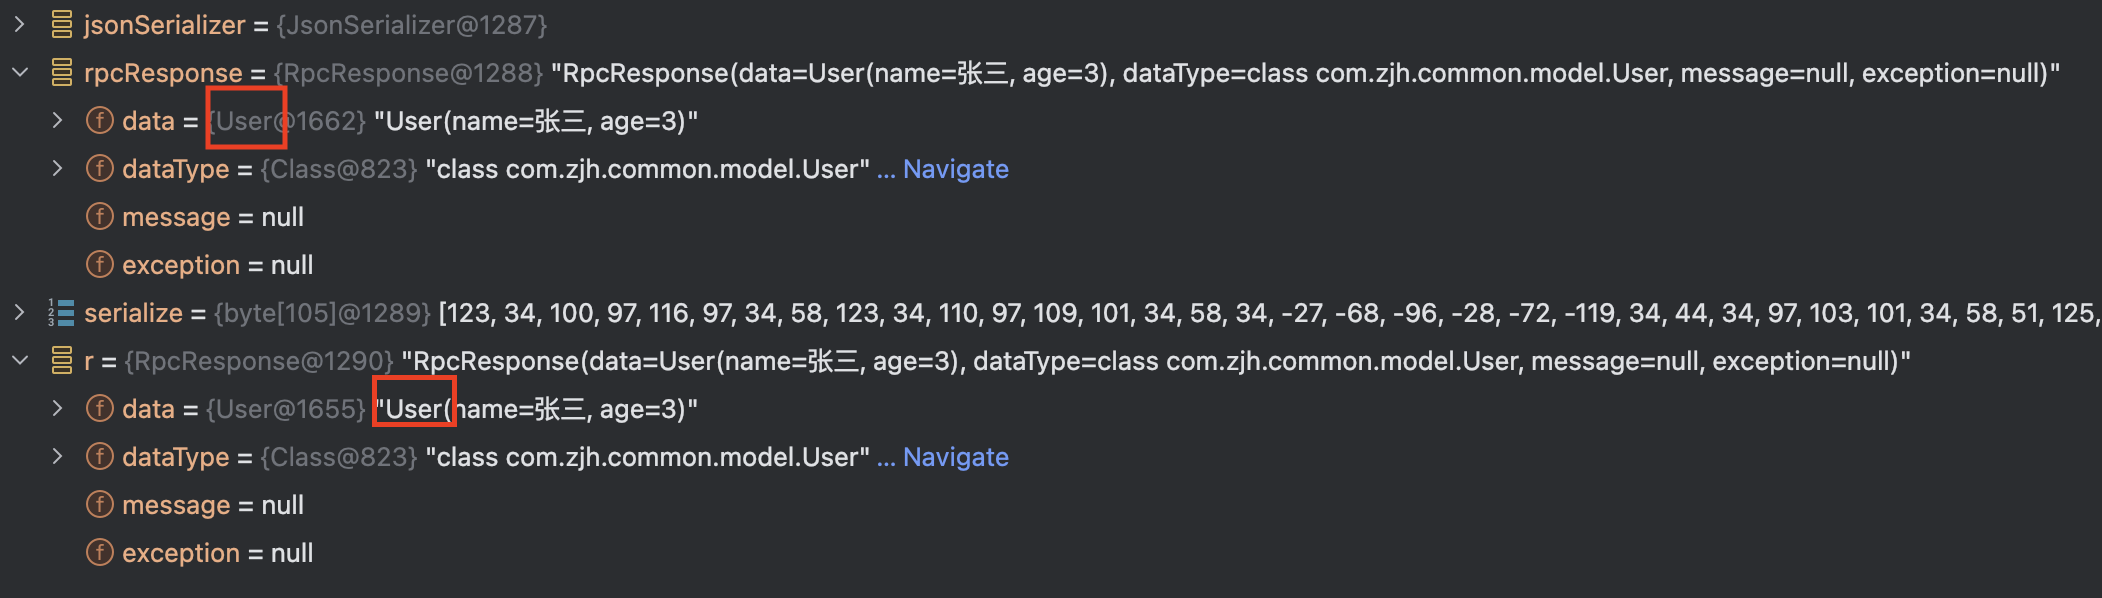 jsonSerializer = {JsonSerializer@1287}
rpcResponse = {RpcResponse@1288} "RpcResponse(data=User(name=张三, age=3), dataType=class com.zjh.common.model.User, message=null, exception=null)"
f data = {User@1662} "User(name=张三, age=3)"
f dataType = {Class@823} "class com.zjh.common.model.User" ... Navigate
f message = null
f exception = null
123 serialize = {byte[105]@1289} [123, 34, 100, 97, 116, 97, 34, 58, 123, 34, 110, 97, 109, 101, 34, 58, 34, -27, -68, -96, -28, -72, -119, 34, 44, 34, 97, 103, 101, 34, 58, 51, 125,
r = {RpcResponse@1290} "RpcResponse(data=User(name=张三, age=3), dataType=class com.zjh.common.model.User, message=null, exception=null)"
f data = {User@1655} "User(name=张三, age=3)"
f dataType = {Class@823} "class com.zjh.common.model.User" ... Navigate
f message = null
f exception = null